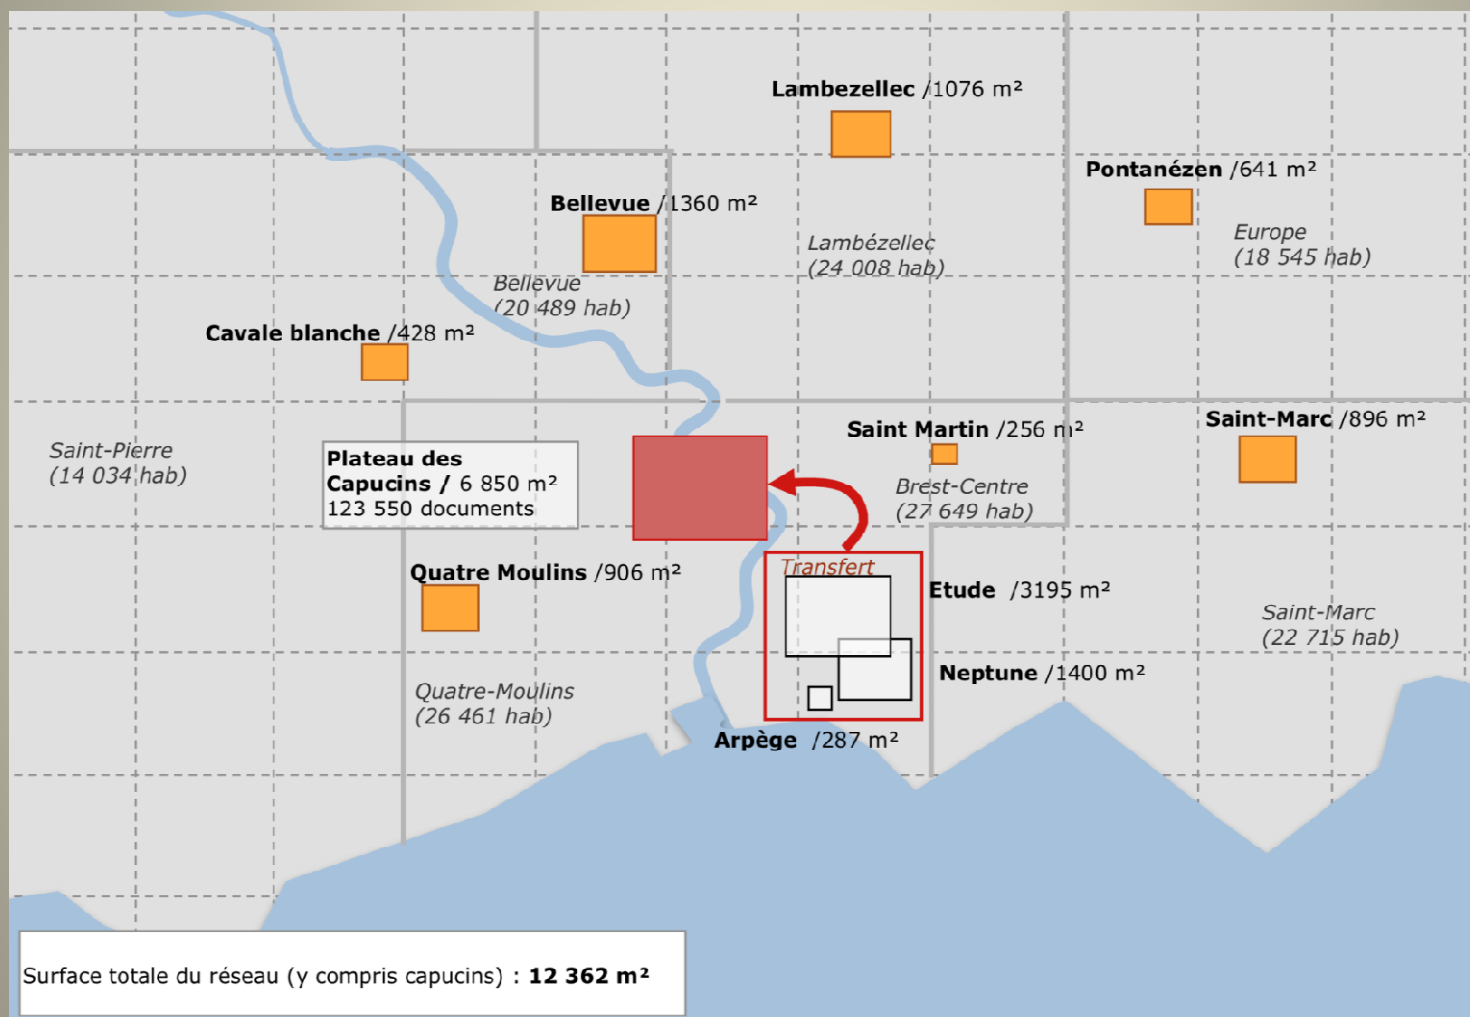 Lambezellec /1076 m²
Pontanézen /641 m²
Bellevue /1360 m²
Lambézellec
(24 008 hab)
Europe
(18 545 hab)
Bellevue
(20 489 hab)
Cavale blanche /428 m²
Saint-Pierre
(14 034 hab)
Plateau des
Capucins / 6 850 m²
123 550 documents
Saint Martin /256 m²
Saint-Marc /896 m²
Brest-Centre
(27 649 hab)
Quatre Moulins /906 m²
Transfert
Etude /3195 m²
Saint-Marc
(22 715 hab)
Neptune /1400 m²
Quatre-Moulins
(26 461 hab)
Arpège /287 m²
Surface totale du réseau (y compris capucins) : 12 362 m²